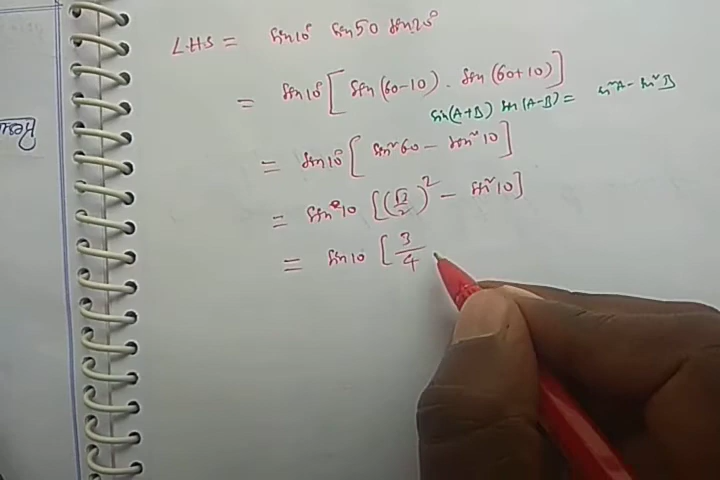 L.H.S = sin10° sin50 sin70°
= sin10° [ sin(60-10) . sin(60+10) ]
sin(A+B) sin(A-B) = sin²A - sin²B
= sin10° [ sin²60 - sin²10 ]
= sin10 [ (√3/2)² - sin²10 ]
= sin10 [ 3/4